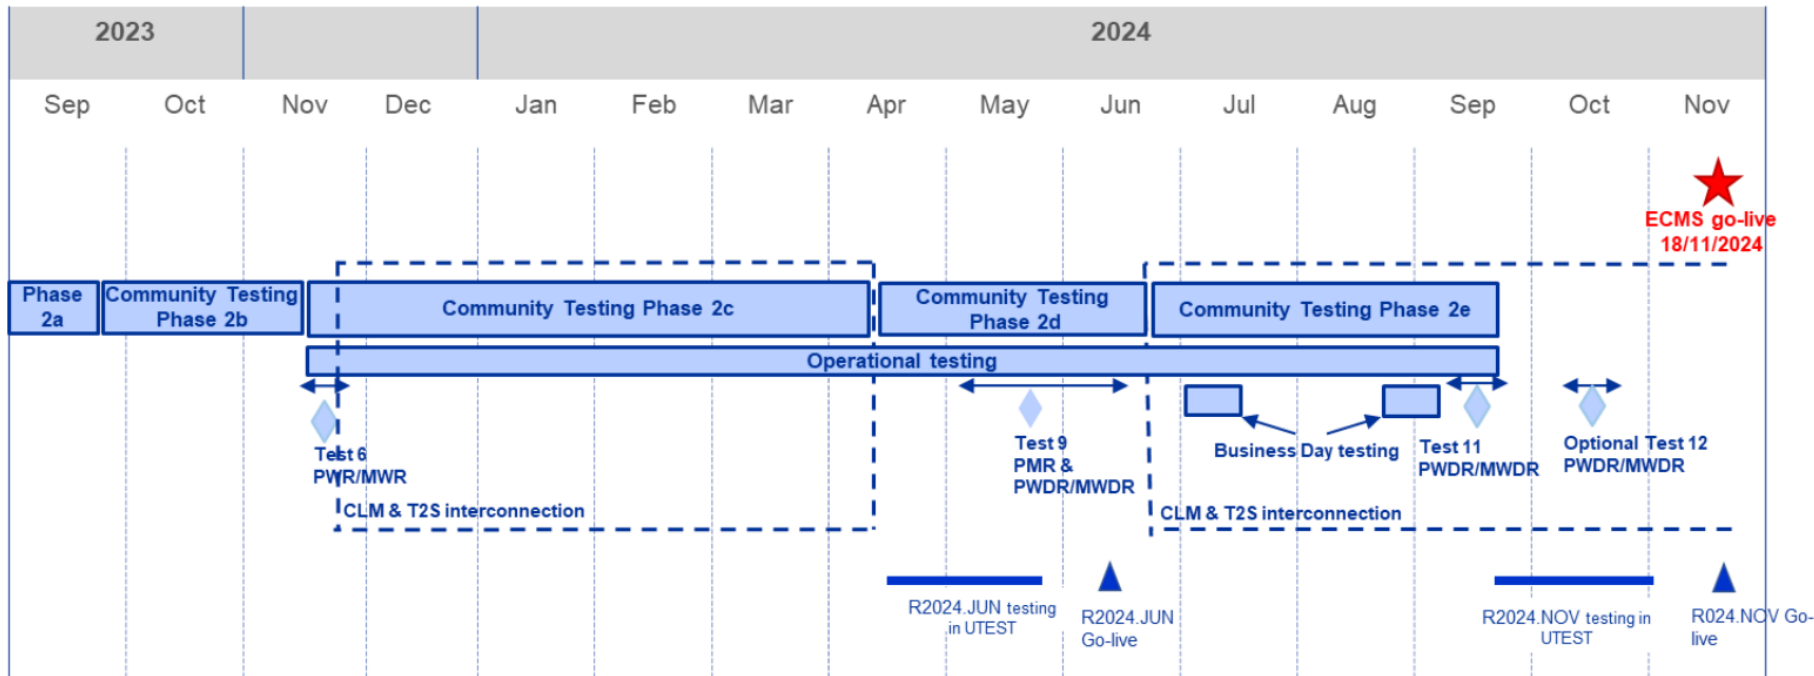 2023
2024
Sep
Oct
Nov
Dec
Jan
Feb
Mar
Apr
May
Jun
Jul
Aug
Sep
Oct
Nov
ECMS go-live
18/11/2024
Phase
2a
Community Testing
Phase 2b
Community Testing Phase 2c
Community Testing
Phase 2d
Community Testing Phase 2e
Operational testing
Test 6
PWR/MWR
Test 9
PMR &
PWDR/MWDR
Business Day testing
Test 11
PWDR/MWDR
Optional Test 12
PWDR/MWDR
CLM & T2S interconnection
CLM & T2S interconnection
R2024.JUN testing
in UTEST
R2024.JUN
Go-live
R2024.NOV testing in
UTEST
R024.NOV Go-
live